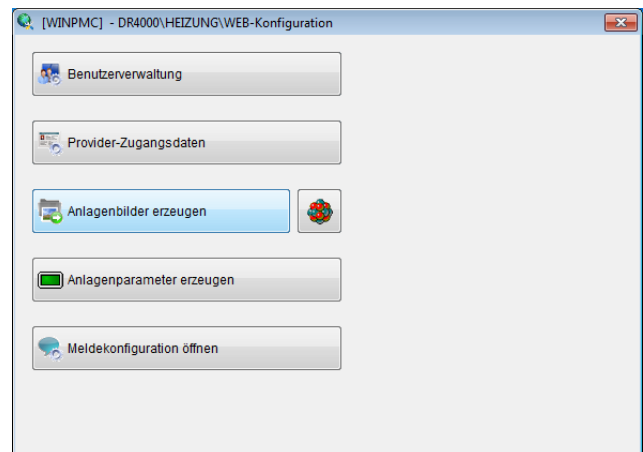 [WINPMC] - DR4000\HEIZUNG\WEB-Konfiguration
Benutzerverwaltung
Provider-Zugangsdaten
Anlagenbilder erzeugen
Anlagenparameter erzeugen
Meldekonfiguration öffnen